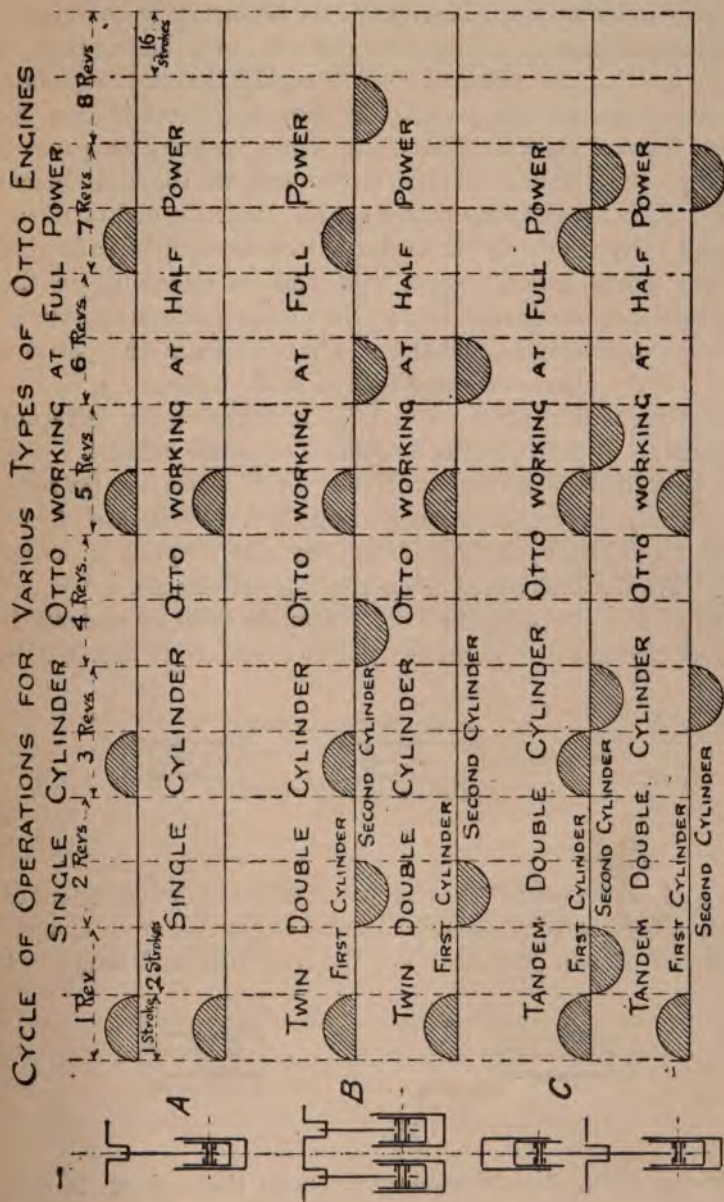 CYCLE OF OPERATIONS FOR VARIOUS TYPES OF OTTO ENGINES
SINGLE CYLINDER OTTO WORKING AT FULL POWER
1 Rev 2 Revs 3 Revs 4 Revs 5 Revs 6 Revs 7 Revs 8 Revs
1 Stroke 2 Strokes 16 Strokes
A
SINGLE CYLINDER OTTO WORKING AT HALF POWER
TWIN DOUBLE CYLINDER OTTO WORKING AT FULL POWER
B
FIRST CYLINDER
SECOND CYLINDER
TWIN DOUBLE CYLINDER OTTO WORKING AT HALF POWER
FIRST CYLINDER
SECOND CYLINDER
TANDEM DOUBLE CYLINDER OTTO WORKING AT FULL POWER
C
FIRST CYLINDER
SECOND CYLINDER
TANDEM DOUBLE CYLINDER OTTO WORKING AT HALF POWER
FIRST CYLINDER
SECOND CYLINDER